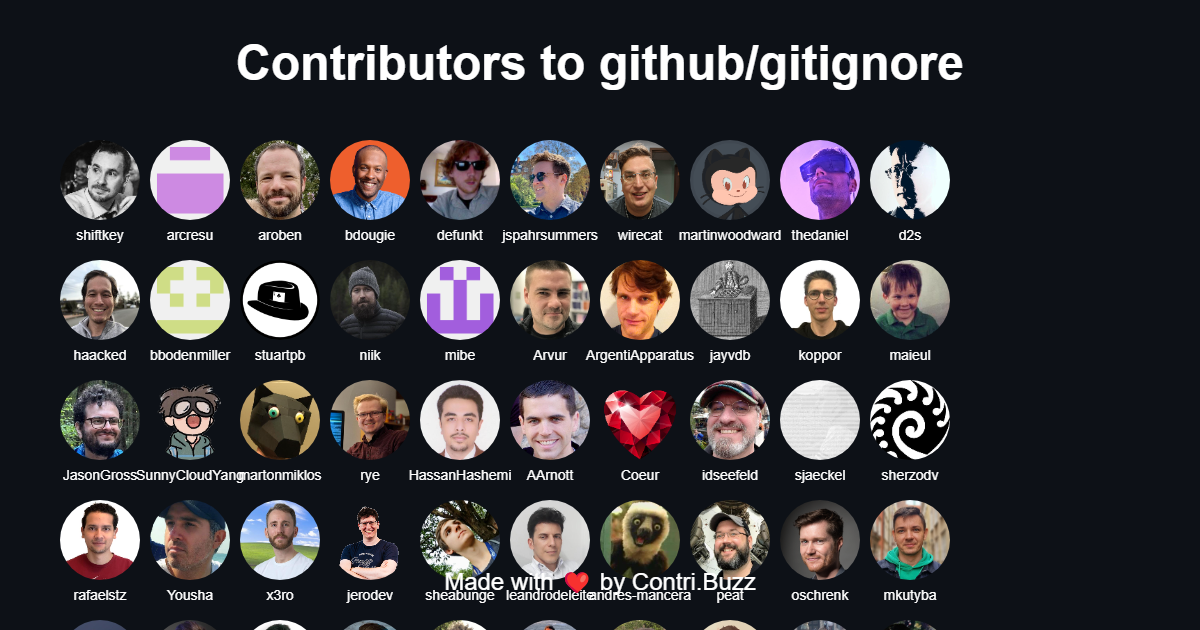 Contributors to github/gitignore
shiftkey arcresu aroben bdougie defunkt jspahrsummers wirecat martinwoodward thedaniel d2s
haacked bbodenmiller stuartpb niik mibe Arvur ArgentiApparatus jayvdb koppor maieul
JasonGross SunnyCloudYang martonmiklos rye HassanHashemi AArnott Coeur idseefeld sjaeckel sherzodv
Made with ❤️ by Contri.Buzz
rafaelstz Yousha x3ro jerodev sheabunge leandrodeleite andres-mancera peat oschrenk mkutyba